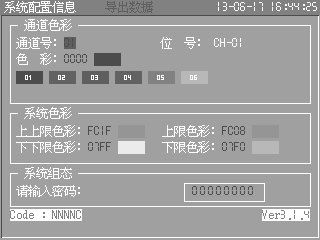 系统配置信息 导出数据 13-06-17 16:44:25
通道色彩
通道号: 01 位 号: CH-01
色 彩: 0000
01 02 03 04 05 06
系统色彩
上上限色彩: FC1F 上限色彩: FC08
下下限色彩: 07FF 下限色彩: 07F0
系统组态
请输入密码: 00000000
Code : NNNNC Ver3.1.4